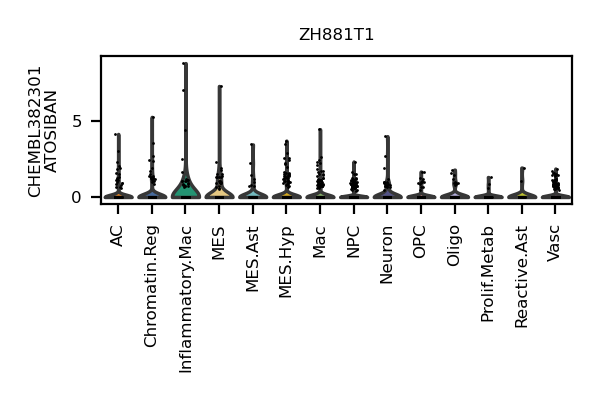 ZH881T1
CHEMBL382301
ATOSIBAN
5
0
AC
Chromatin.Reg
Inflammatory.Mac
MES
MES.Ast
MES.Hyp
Mac
NPC
Neuron
OPC
Oligo
Prolif.Metab
Reactive.Ast
Vasc